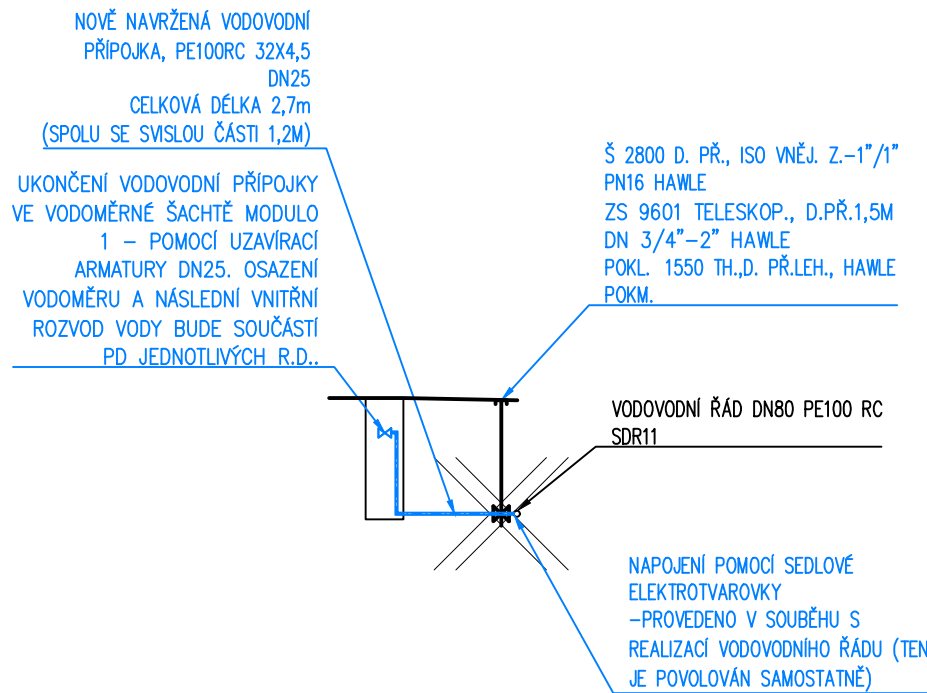 NOVĚ NAVRŽENÁ VODOVODNÍ
PŘÍPOJKA, PE100RC 32X4,5
DN25
CELKOVÁ DÉLKA 2,7m
(SPOLU SE SVISLOU ČÁSTI 1,2M)
UKONČENÍ VODOVODNÍ PŘÍPOJKY
VE VODOMĚRNÉ ŠACHTĚ MODULO
1 – POMOCÍ UZAVÍRACÍ
ARMATURY DN25. OSAZENÍ
VODOMĚRU A NÁSLEDNÍ VNITŘNÍ
ROZVOD VODY BUDE SOUČÁSTÍ
PD JEDNOTLIVÝCH R.D..
Š 2800 D. PŘ., ISO VNĚJ. Z.–1"/1"
PN16 HAWLE
ZS 9601 TELESKOP., D.PŘ.1,5M
DN 3/4"–2" HAWLE
POKL. 1550 TH.,D. PŘ.LEH., HAWLE
POKM.
VODOVODNÍ ŘÁD DN80 PE100 RC
SDR11
NAPOJENÍ POMOCÍ SEDLOVÉ
ELEKTROTVAROVKY
–PROVEDENO V SOUBĚHU S
REALIZACÍ VODOVODNÍHO ŘÁDU (TEN
JE POVOLOVÁN SAMOSTATNĚ)